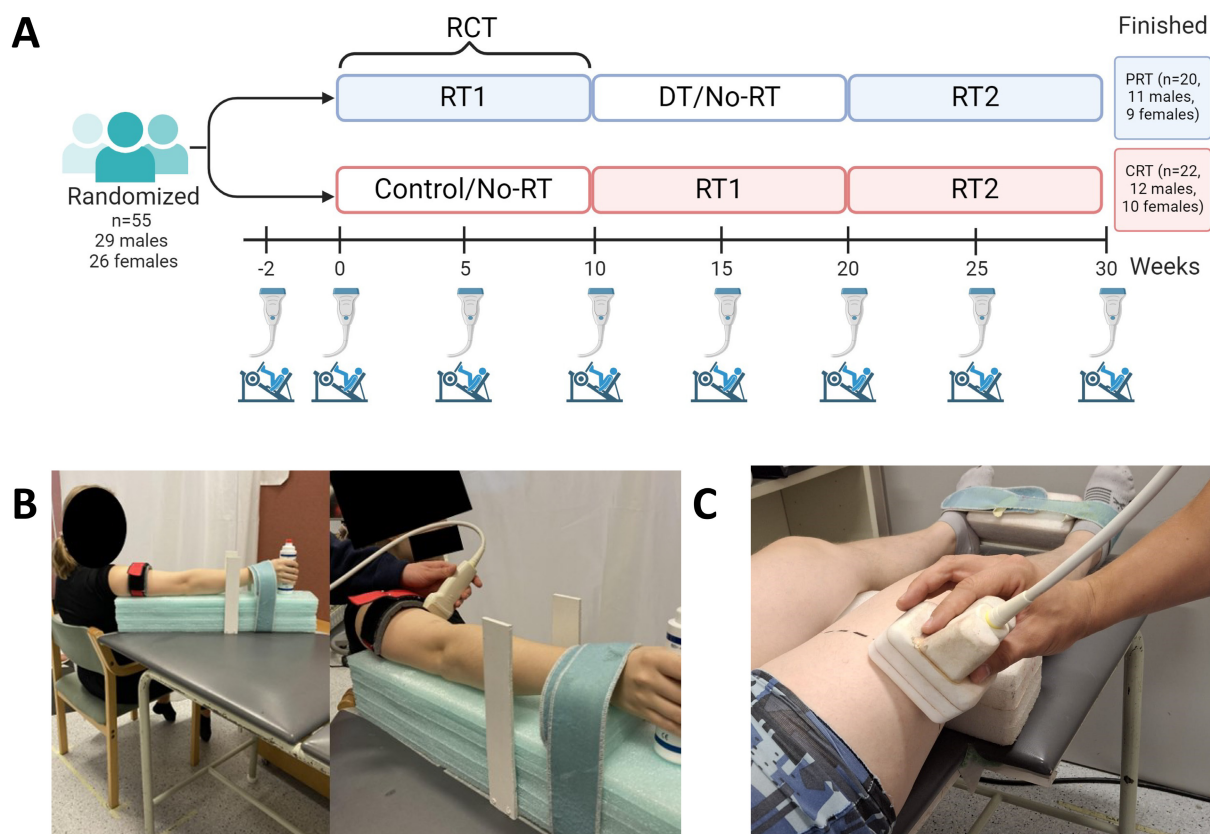 A
RCT
Finished
RT1
DT/No-RT
RT2
PRT (n=20,
11 males,
9 females)
Randomized
n=55
29 males
26 females
Control/No-RT
RT1
RT2
CRT (n=22,
12 males,
10 females)
-2 0 5 10 15 20 25 30 Weeks
B
C